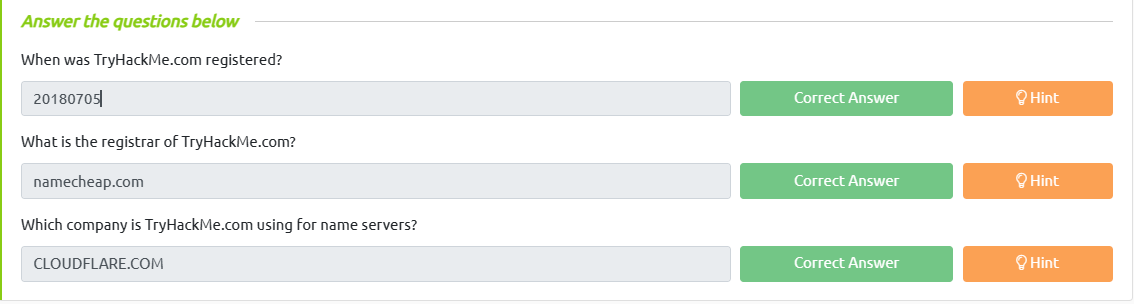 Answer the questions below
When was TryHackMe.com registered?
20180705
Correct Answer
Hint
What is the registrar of TryHackMe.com?
namecheap.com
Correct Answer
Hint
Which company is TryHackMe.com using for name servers?
CLOUDFLARE.COM
Correct Answer
Hint